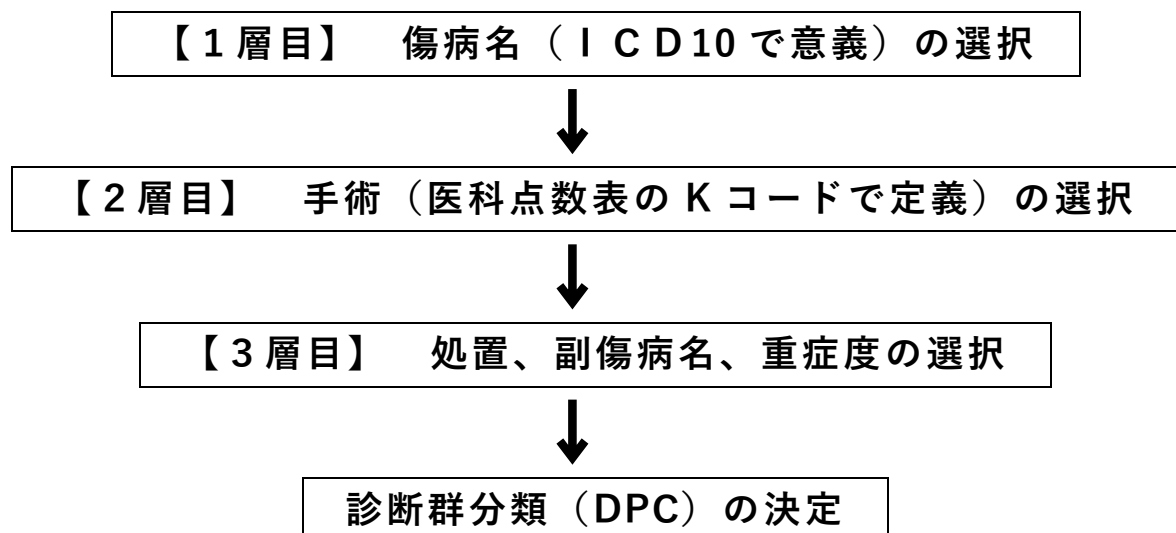 【1層目】 傷病名（ICD10で意義）の選択
【2層目】 手術（医科点数表のKコードで定義）の選択
【3層目】 処置、副傷病名、重症度の選択
診断群分類（DPC）の決定